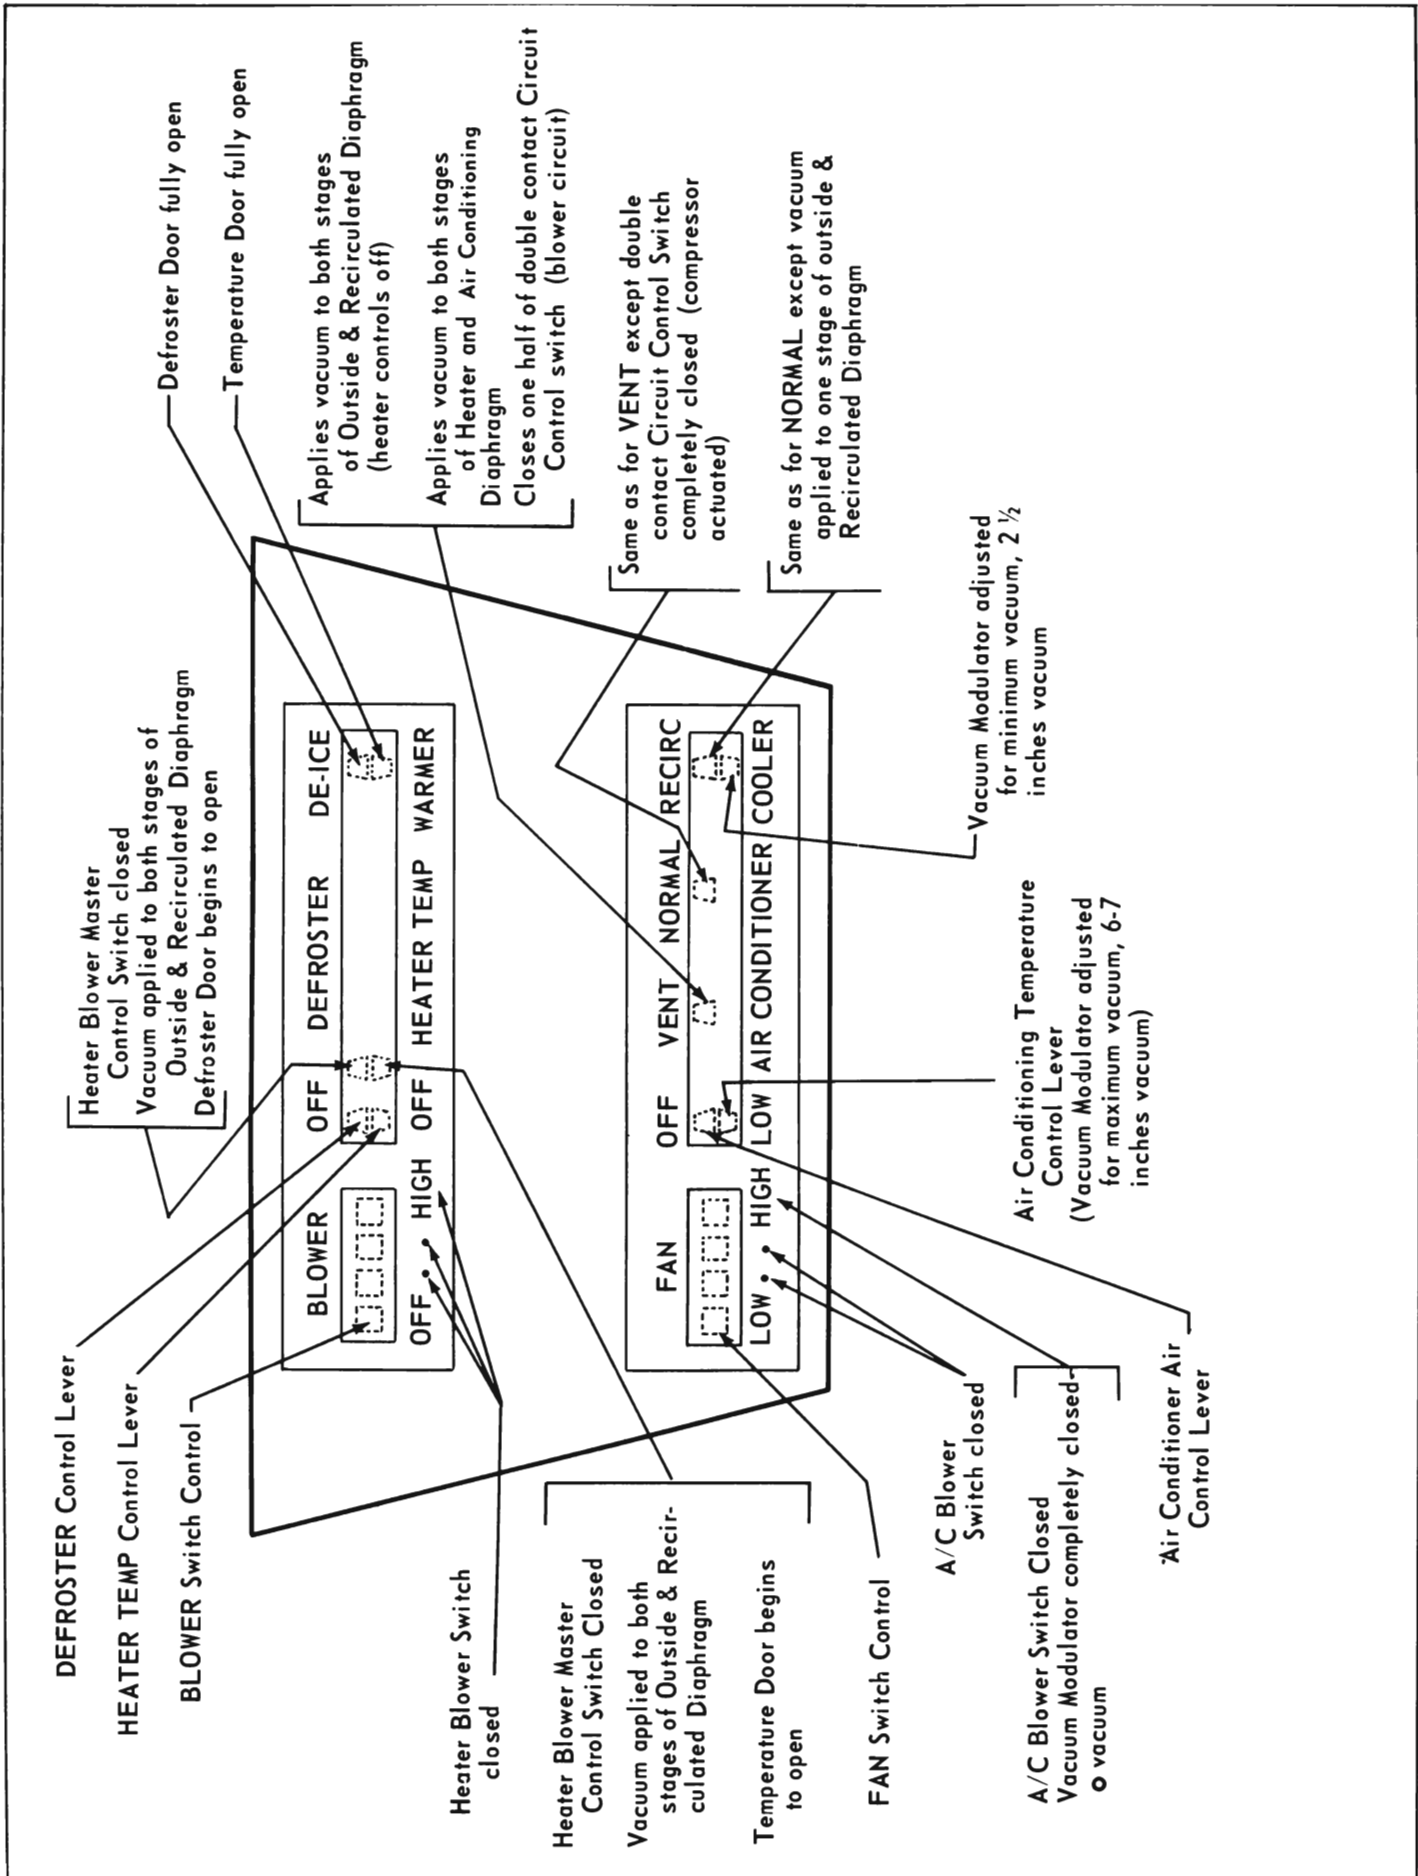 DEFROSTER Control Lever
HEATER TEMP Control Lever
BLOWER Switch Control
Heater Blower Master
Control Switch closed
Vacuum applied to both stages of
Outside & Recirculated Diaphragm
Defroster Door begins to open
Defroster Door fully open
Temperature Door fully open
Applies vacuum to both stages
of Outside & Recirculated Diaphragm
(heater controls off)
Applies vacuum to both stages
of Heater and Air Conditioning
Diaphragm
Closes one half of double contact Circuit
Control switch (blower circuit)
Same as for VENT except double
contact Circuit Control Switch
completely closed (compressor
actuated)
Same as for NORMAL except vacuum
applied to one stage of outside &
Recirculated Diaphragm
BLOWER OFF DEFROSTER DE-ICE
OFF • • HIGH OFF HEATER TEMP WARMER
FAN OFF VENT NORMAL RECIRC
LOW • • HIGH LOW AIR CONDITIONER COOLER
Heater Blower Switch
closed
Heater Blower Master
Control Switch Closed
Vacuum applied to both
stages of Outside & Recir-
culated Diaphragm
Temperature Door begins
to open
FAN Switch Control
A/C Blower
Switch closed
A/C Blower Switch Closed
Vacuum Modulator completely closed-
O vacuum
Air Conditioner Air
Control Lever
Air Conditioning Temperature
Control Lever
(Vacuum Modulator adjusted
for maximum vacuum, 6-7
inches vacuum)
Vacuum Modulator adjusted
for minimum vacuum, 2 ½
inches vacuum